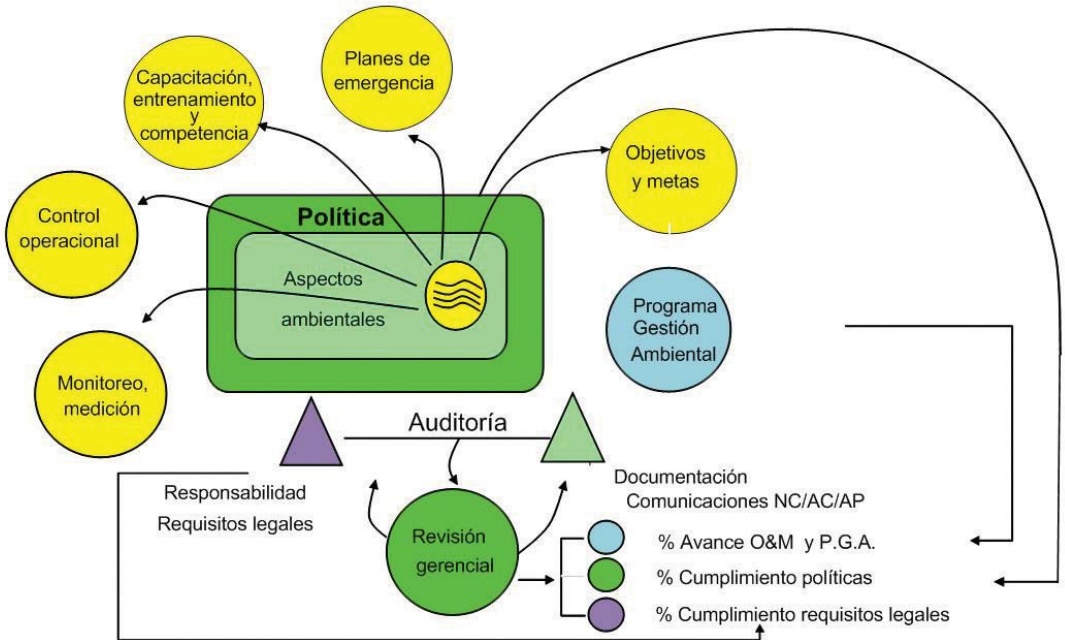 Planes de
emergencia
Capacitación,
entrenamiento
y
competencia
Objetivos
y metas
Control
operacional
Política
Aspectos
ambientales
Programa
Gestión
Ambiental
Monitoreo,
medición
Auditoría
Responsabilidad
Requisitos legales
Documentación
Comunicaciones NC/AC/AP
Revisión
gerencial
% Avance O&M y P.G.A.
% Cumplimiento políticas
% Cumplimiento requisitos legales